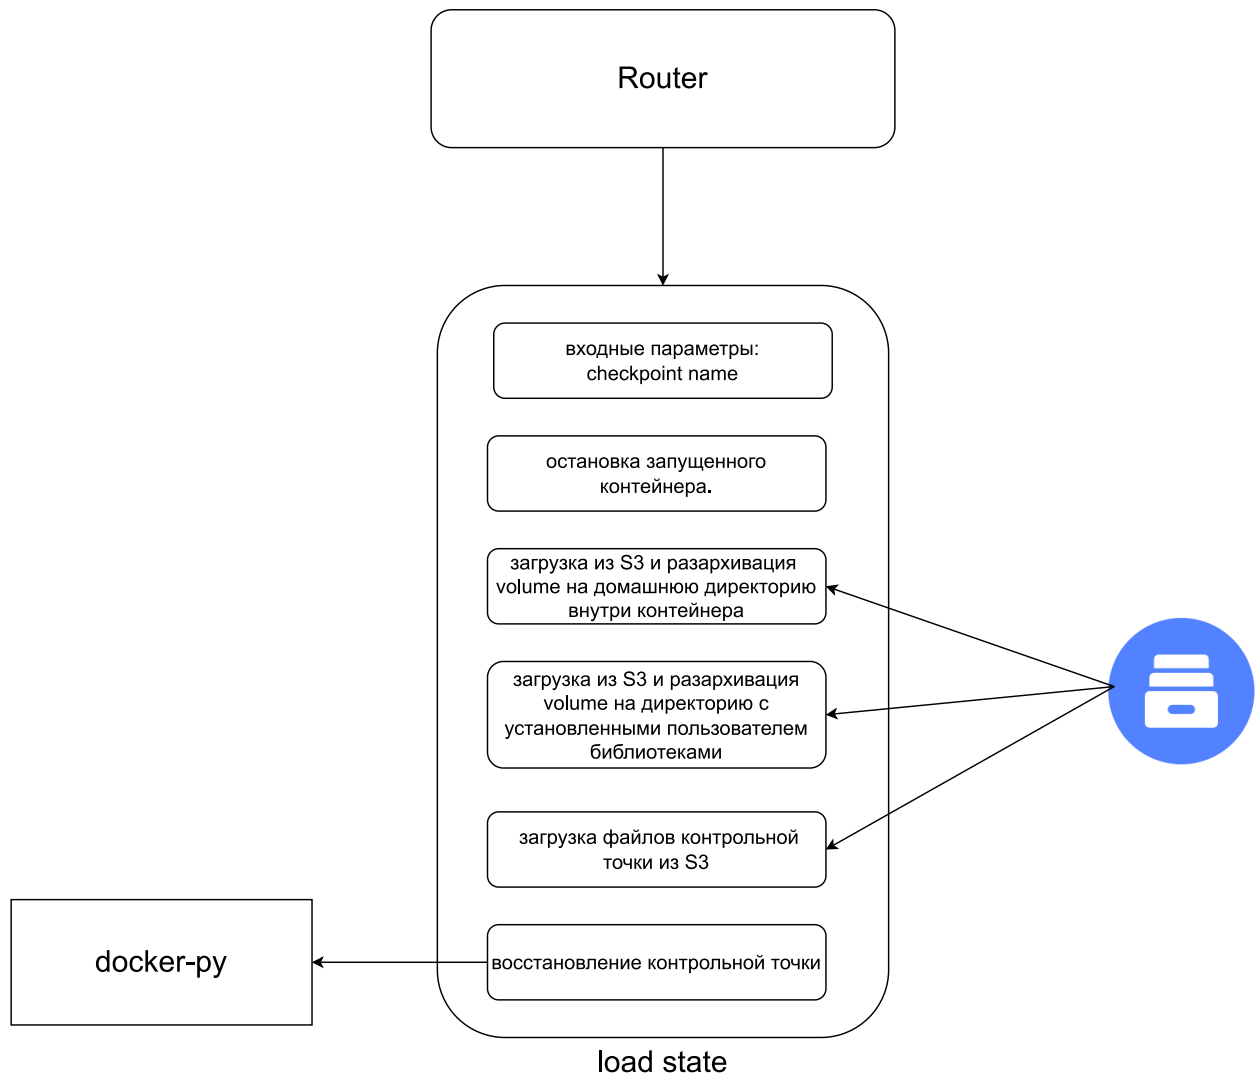 Router
входные параметры:
checkpoint name
остановка запущенного
контейнера.
загрузка из S3 и разархивация
volume на домашнюю директорию
внутри контейнера
загрузка из S3 и разархивация
volume на директорию с
установленными пользователем
библиотеками
загрузка файлов контрольной
точки из S3
docker-py
восстановление контрольной точки
load state